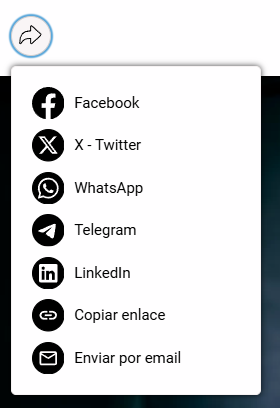 Facebook
X - Twitter
WhatsApp
Telegram
LinkedIn
Copiar enlace
Enviar por email